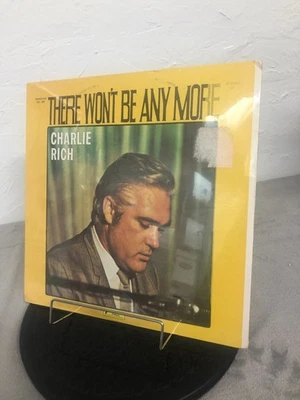 THERE WON'T BE ANY MORE
CHARLIE
RICH